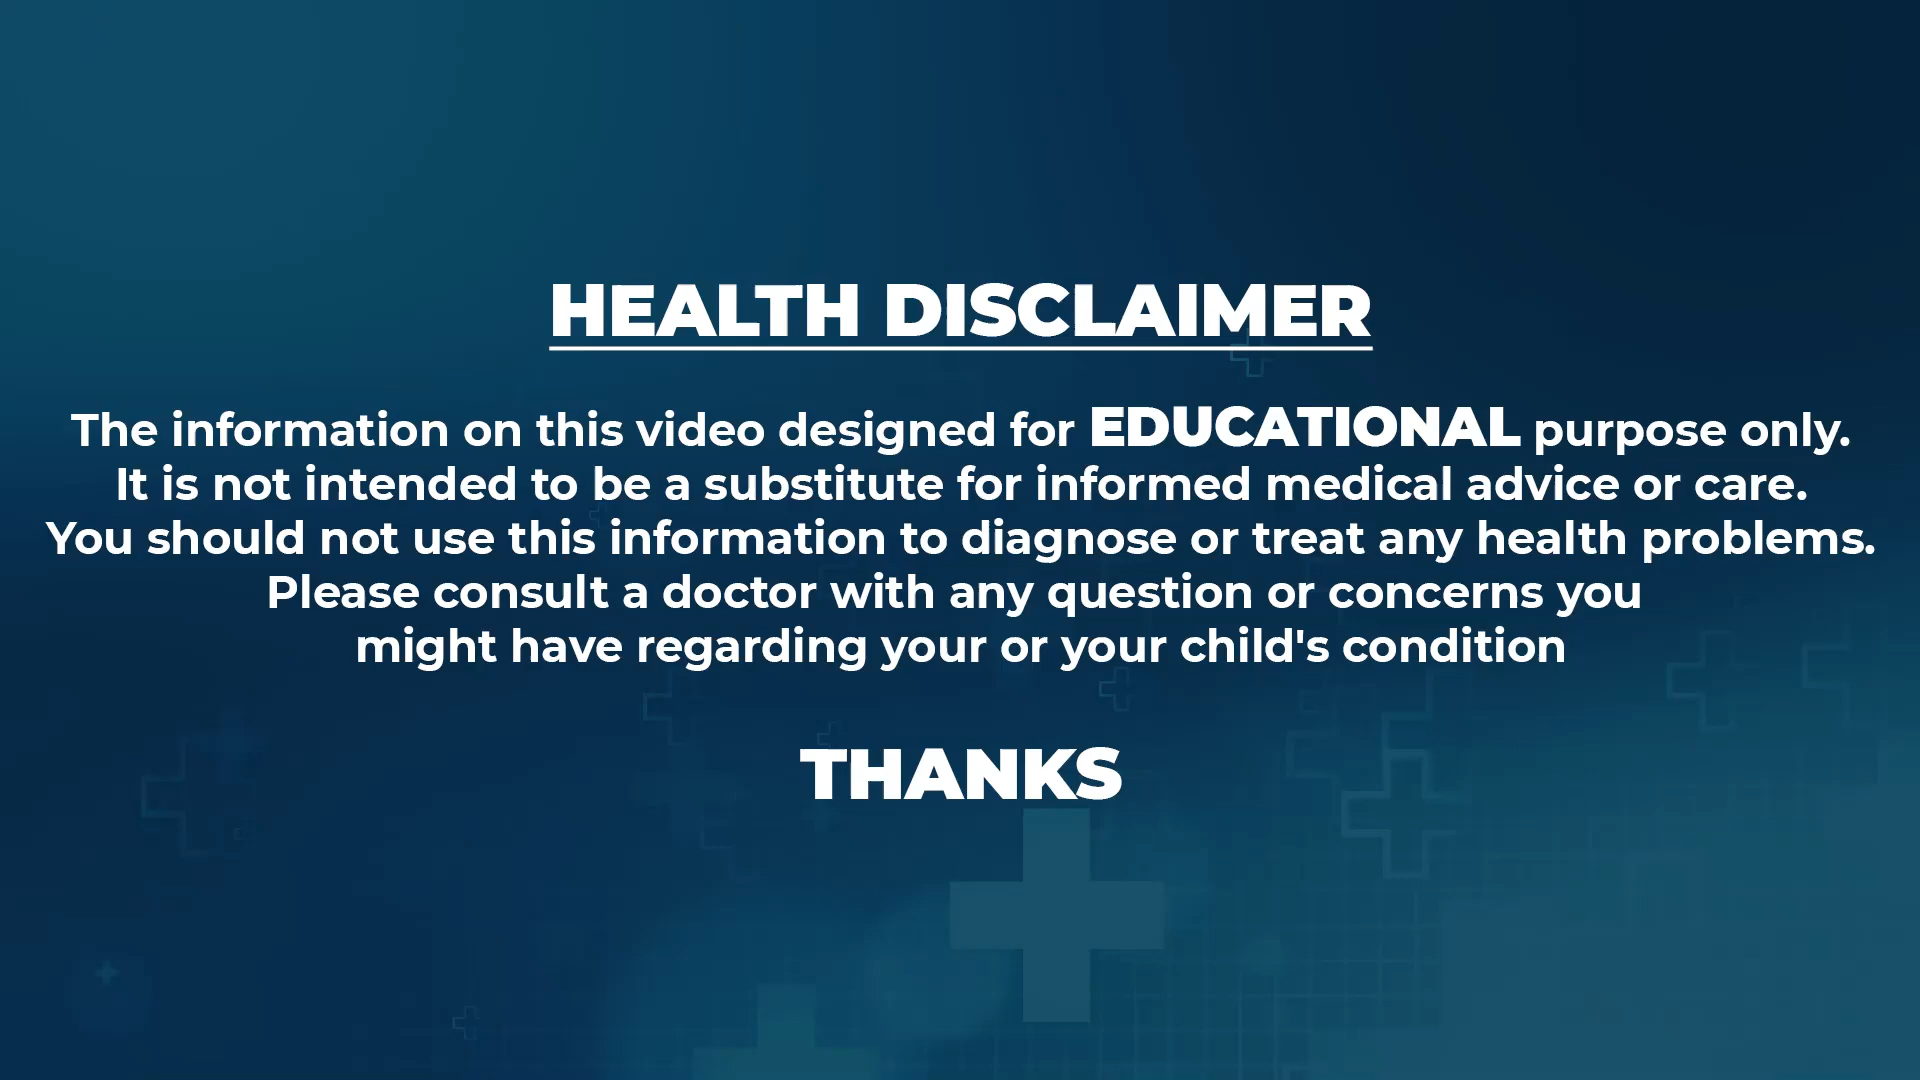 HEALTH DISCLAIMER
The information on this video designed for EDUCATIONAL purpose only.
It is not intended to be a substitute for informed medical advice or care.
You should not use this information to diagnose or treat any health problems.
Please consult a doctor with any question or concerns you
might have regarding your or your child's condition
THANKS